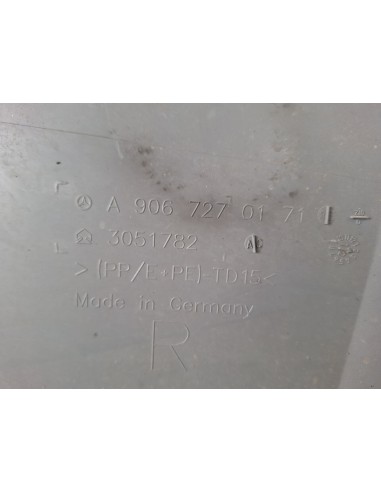 A 906 727 01 71
3051782
>(PP/E+PE)-TD15<
Made in Germany
R